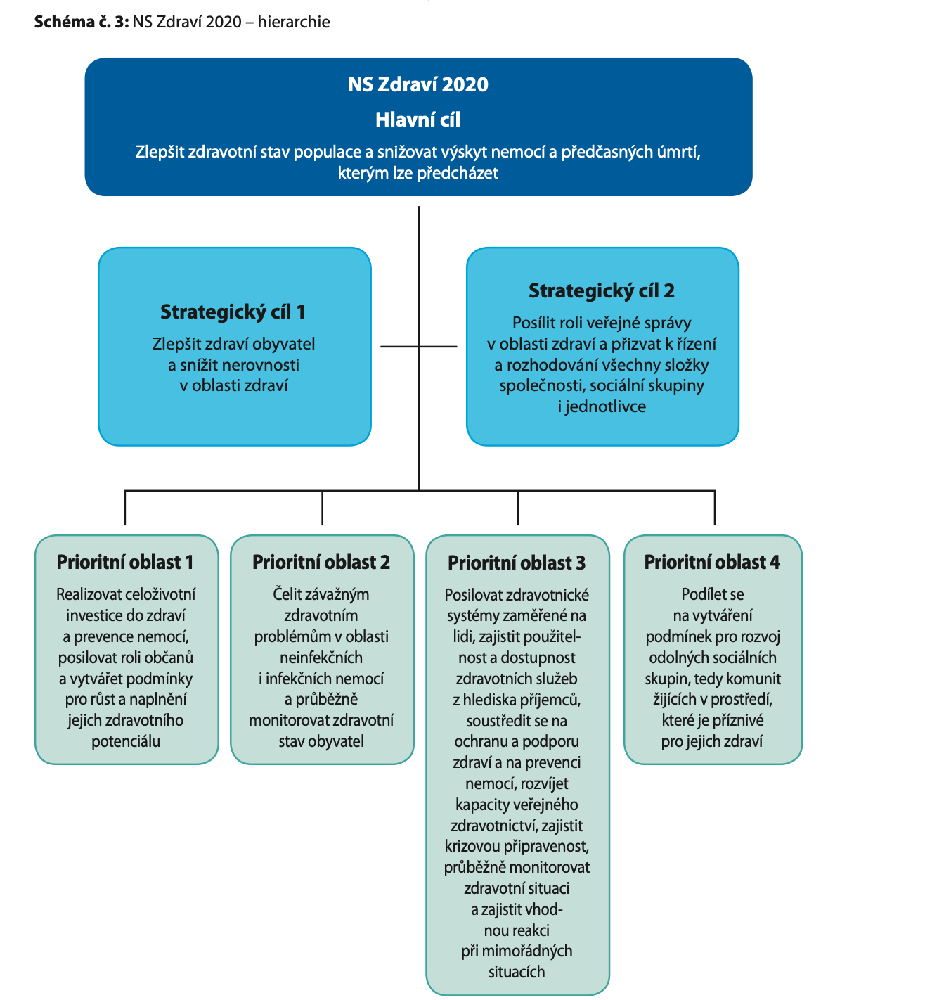 Schéma č. 3: NS Zdraví 2020 – hierarchie
NS Zdraví 2020
Hlavní cíl
Zlepšit zdravotní stav populace a snižovat výskyt nemocí a předčasných úmrtí,
kterým lze předcházet
Strategický cíl 1
Zlepšit zdraví obyvatel
a snížit nerovnosti
v oblasti zdraví
Strategický cíl 2
Posílit roli veřejné správy
v oblasti zdraví a přizvat k řízení
a rozhodování všechny složky
společnosti, sociální skupiny
i jednotlivce
Prioritní oblast 1
Realizovat celoživotní
investice do zdraví
a prevence nemocí,
posilovat roli občanů
a vytvářet podmínky
pro růst a naplnění
jejich zdravotního
potenciálu
Prioritní oblast 2
Čelit závažným
zdravotním
problémům v oblasti
neinfekčních
i infekčních nemocí
a průběžně
monitorovat zdravotní
stav obyvatel
Prioritní oblast 3
Posilovat zdravotnické
systémy zaměřené na
lidi, zajistit použitel-
nost a dostupnost
zdravotních služeb
z hlediska příjemců,
soustředit se na
ochranu a podporu
zdraví a na prevenci
nemocí, rozvíjet
kapacity veřejného
zdravotnictví, zajistit
krizovou připravenost,
průběžně monitorovat
zdravotní situaci
a zajistit vhod-
nou reakci
při mimořádných
situacích
Prioritní oblast 4
Podílet se
na vytváření
podmínek pro rozvoj
odolných sociálních
skupin, tedy komunit
žijících v prostředí,
které je příznivé
pro jejich zdraví